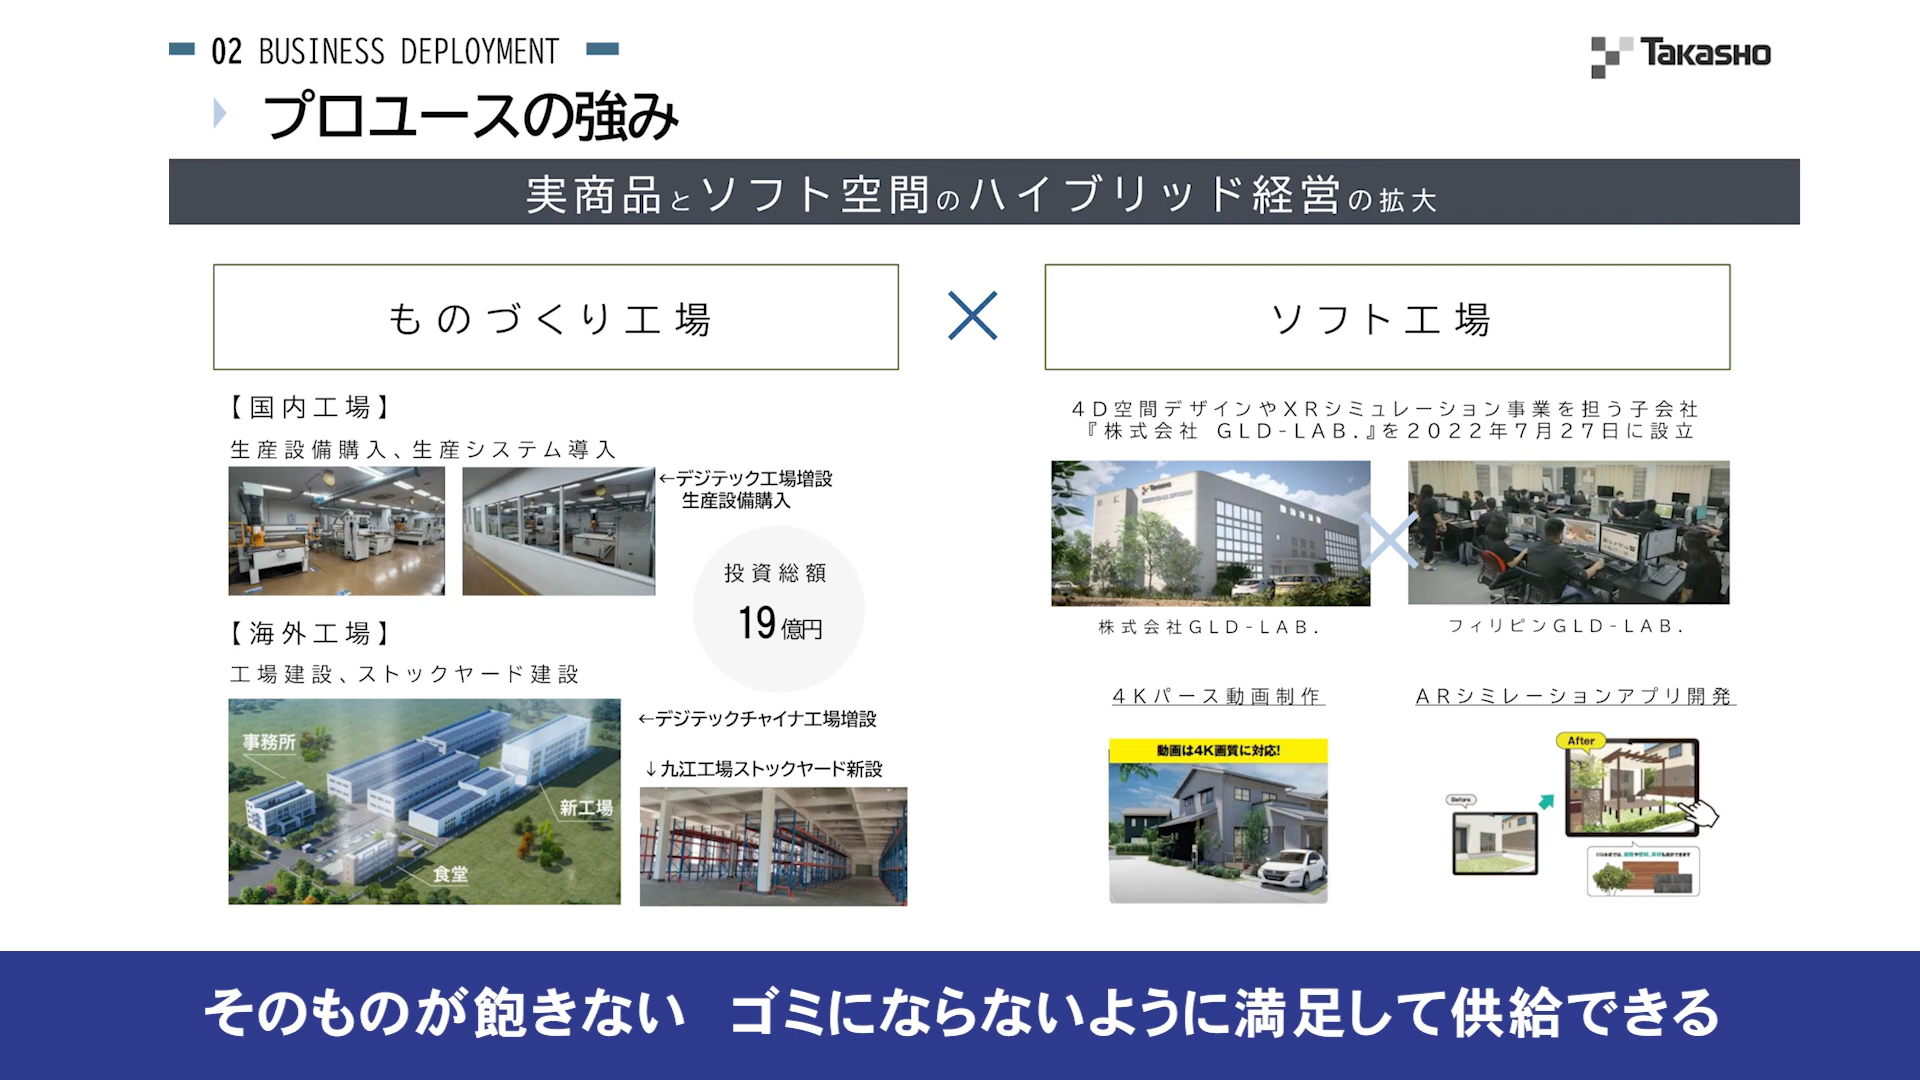 02 BUSINESS DEPLOYMENT
Takasho
プロユースの強み
実商品とソフト空間のハイブリッド経営の拡大
ものづくり工場
ソフト工場
【国内工場】
生産設備購入、生産システム導入
←デジテック工場増設
生産設備購入
投資総額
19億円
【海外工場】
工場建設、ストックヤード建設
事務所
新工場
食堂
←デジテックチャイナ工場増設
↓九江工場ストックヤード新設
4D空間デザインやXRシミュレーション事業を担う子会社
『株式会社 GLD-LAB.』を2022年7月27日に設立
Takasho
株式会社GLD-LAB.
フィリピンGLD-LAB.
4Kパース動画制作
動画は4K画質に対応!
ARシミレーションアプリ開発
After
Before
そのものが飽きない ゴミにならないように満足して供給できる